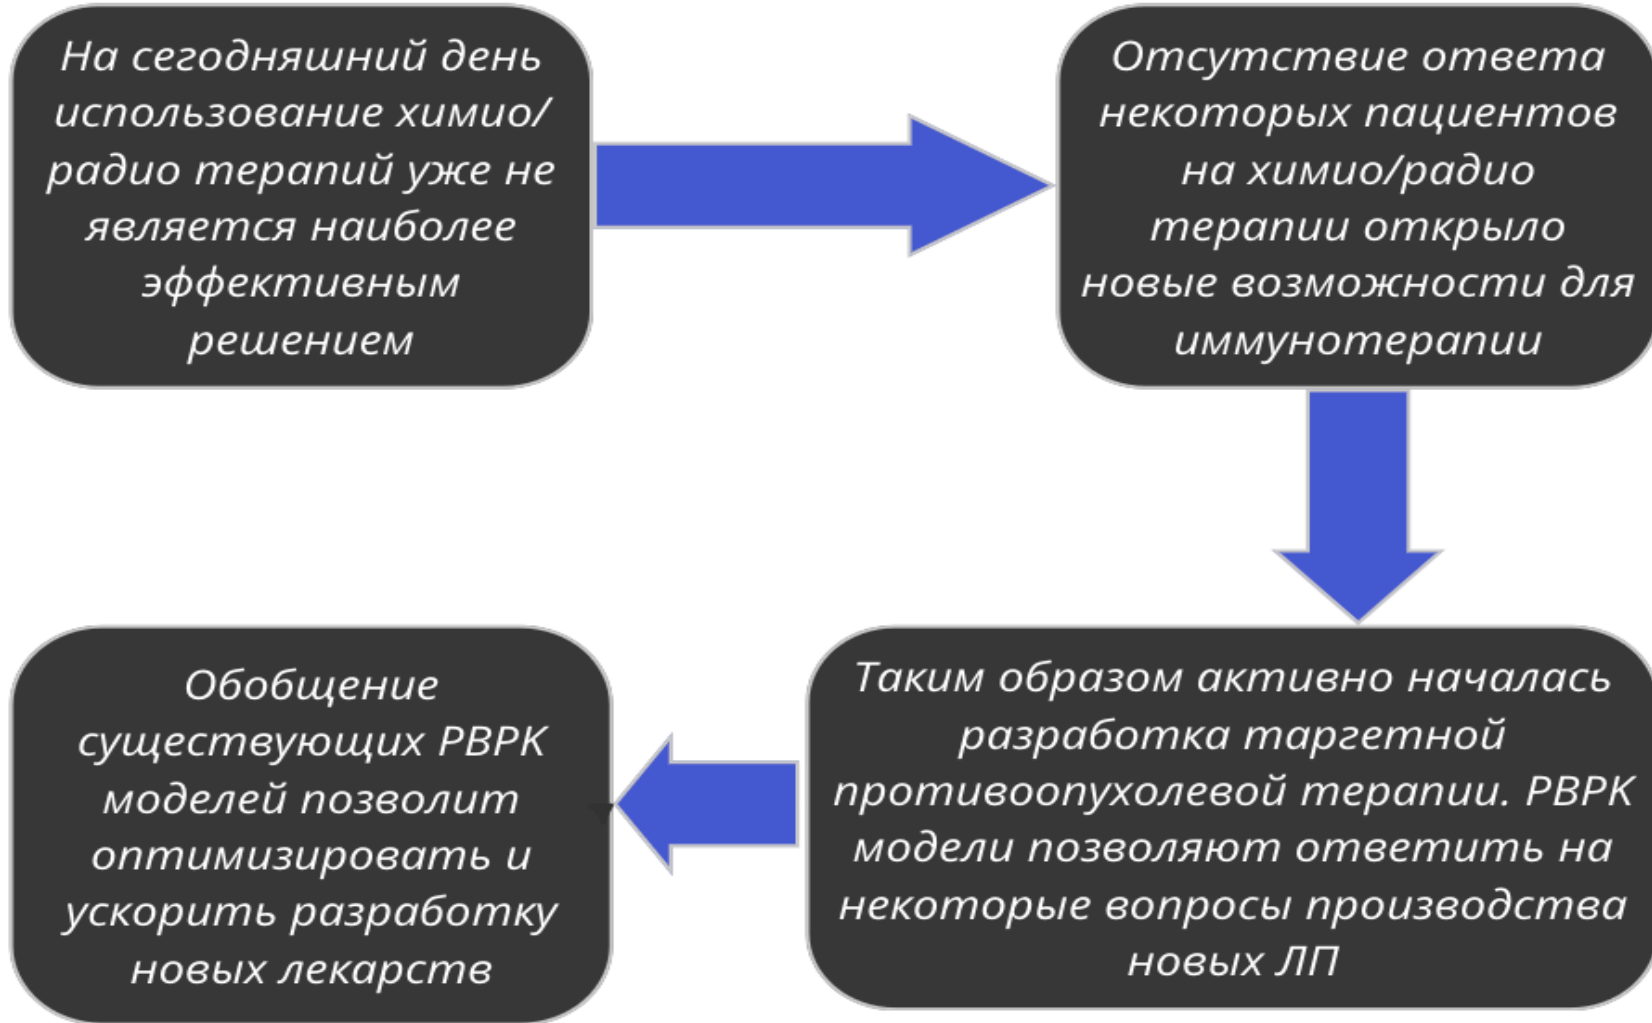 На сегодняшний день
использование химио/
радио терапий уже не
является наиболее
эффективным
решением
Отсутствие ответа
некоторых пациентов
на химио/радио
терапии открыло
новые возможности для
иммунотерапии
Таким образом активно началась
разработка таргетной
противоопухолевой терапии. PBPK
модели позволяют ответить на
некоторые вопросы производства
новых ЛП
Обобщение
существующих PBPK
моделей позволит
оптимизировать и
ускорить разработку
новых лекарств